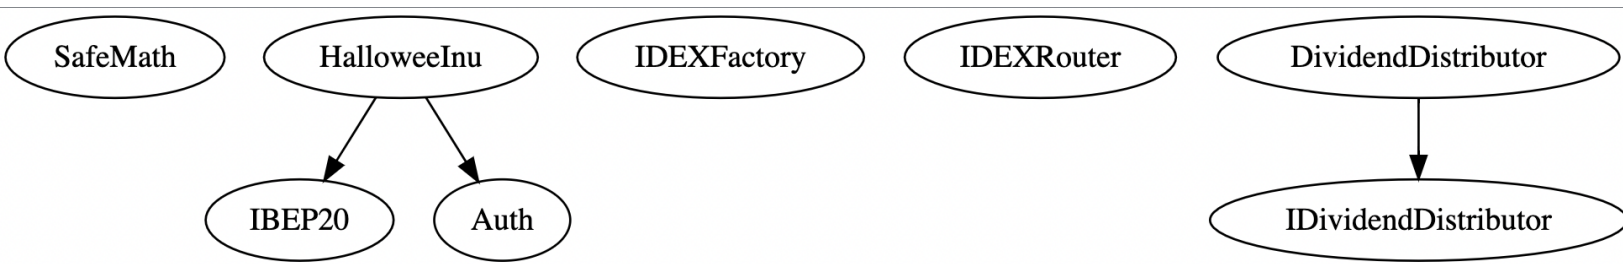 SafeMath
HalloweeInu
IDEXFactory
IDEXRouter
DividendDistributor
IBEP20
Auth
IDividendDistributor